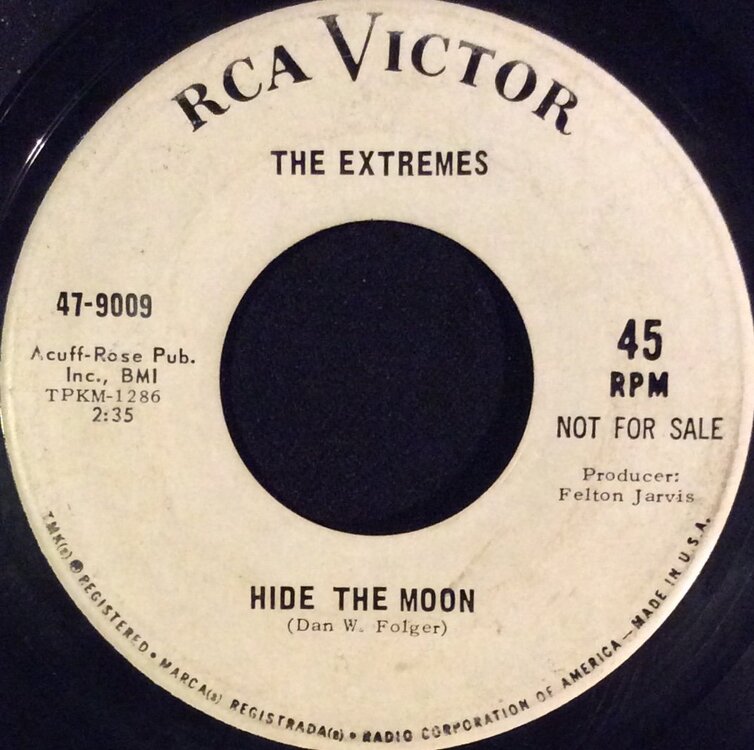 RCA VICTOR
THE EXTREMES
47-9009
Acuff-Rose Pub.
Inc., BMI
TPKM-1286
2:35
45
RPM
NOT FOR SALE
Producer:
Felton Jarvis
HIDE THE MOON
(Dan W. Folger)
TMK(s) ® REGISTERED • MARCA(s) REGISTRADA(s) • RADIO CORPORATION OF AMERICA—MADE IN U.S.A.